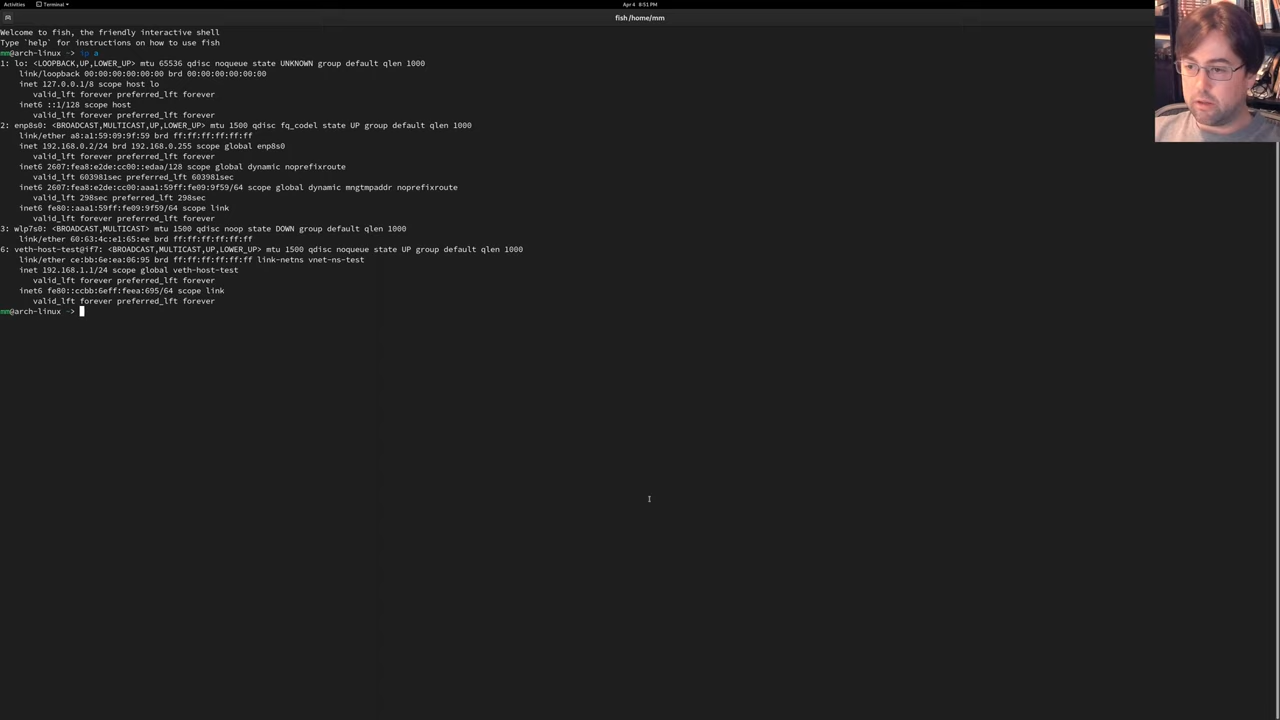 Activities
Terminal
Apr 4 8:51 PM
fish /home/mm
Welcome to fish, the friendly interactive shell
Type `help` for instructions on how to use fish
mm@arch-linux ~> ip a
1: lo: <LOOPBACK,UP,LOWER_UP> mtu 65536 qdisc noqueue state UNKNOWN group default qlen 1000
    link/loopback 00:00:00:00:00:00 brd 00:00:00:00:00:00
    inet 127.0.0.1/8 scope host lo
       valid_lft forever preferred_lft forever
    inet6 ::1/128 scope host
       valid_lft forever preferred_lft forever
2: enp8s0: <BROADCAST,MULTICAST,UP,LOWER_UP> mtu 1500 qdisc fq_codel state UP group default qlen 1000
    link/ether a8:a1:59:09:9f:59 brd ff:ff:ff:ff:ff:ff
    inet 192.168.0.2/24 brd 192.168.0.255 scope global enp8s0
       valid_lft forever preferred_lft forever
    inet6 2607:fea8:e2de:cc00::edaa/128 scope global dynamic noprefixroute
       valid_lft 603981sec preferred_lft 603981sec
    inet6 2607:fea8:e2de:cc00:aaa1:59ff:fe09:9f59/64 scope global dynamic mngtmpaddr noprefixroute
       valid_lft 298sec preferred_lft 298sec
    inet6 fe80::aaa1:59ff:fe09:9f59/64 scope link
       valid_lft forever preferred_lft forever
3: wlp7s0: <BROADCAST,MULTICAST> mtu 1500 qdisc noop state DOWN group default qlen 1000
    link/ether 60:63:4c:e1:65:ee brd ff:ff:ff:ff:ff:ff
6: veth-host-test@if7: <BROADCAST,MULTICAST,UP,LOWER_UP> mtu 1500 qdisc noqueue state UP group default qlen 1000
    link/ether ce:bb:6e:ea:06:95 brd ff:ff:ff:ff:ff:ff link-netns vnet-ns-test
    inet 192.168.1.1/24 scope global veth-host-test
       valid_lft forever preferred_lft forever
    inet6 fe80::ccbb:6eff:feea:695/64 scope link
       valid_lft forever preferred_lft forever
mm@arch-linux ~>